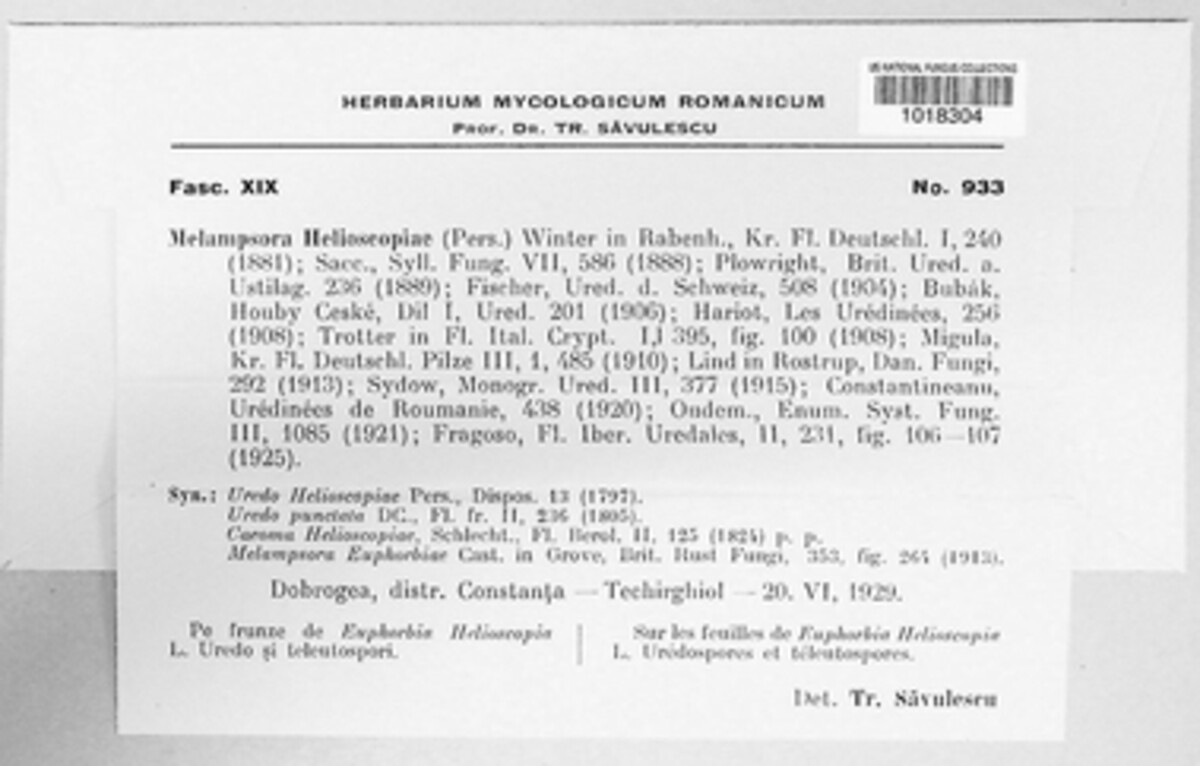 US NATIONAL FUNGUS COLLECTIONS
1018304
HERBARIUM MYCOLOGICUM ROMANICUM
Prof. Dr. TR. SĂVULESCU
Fasc. XIX No. 933
Melampsora Helioscopiae (Pers.) Winter in Rabenh., Kr. Fl. Deutschl. I, 240
(1881); Sacc., Syll. Fung. VII, 586 (1888); Plowright, Brit. Ured. a.
Ustilag. 236 (1889); Fischer, Ured. d. Schweiz, 508 (1904); Bubák,
Houby Ceské, Díl I, Ured. 201 (1906); Hariot, Les Urédinées, 256
(1908); Trotter in Fl. Ital. Crypt. I,I 395, fig. 100 (1908); Migula,
Kr. Fl. Deutschl. Pilze III, 1, 485 (1910); Lind in Rostrup, Dan. Fungi,
292 (1913); Sydow, Monogr. Ured. III, 377 (1915); Constantineanu,
Urédinées de Roumanie, 438 (1920); Oudem., Enum. Syst. Fung.
III, 1085 (1921); Fragoso, Fl. Iber. Uredales, II, 231, fig. 106—107
(1925).
Syn.: Uredo Helioscopiae Pers., Dispos. 13 (1797).
Uredo punctata DC., Fl. fr. II, 236 (1805).
Caeoma Helioscopiae, Schlecht., Fl. Berol. II, 125 (1824) p. p.
Melampsora Euphorbiae Cast. in Grove, Brit. Rust Fungi, 353, fig. 264 (1913).
Dobrogea, distr. Constanţa — Techirghiol — 20. VI, 1929.
Pe frunze de Euphorbia Helioscopia
L. Uredo şi teleutospori.
Sur les feuilles de Euphorbia Helioscopia
L. Urédospores et téleutospores.
Det. Tr. Săvulescu